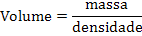 Volume = massa / densidade